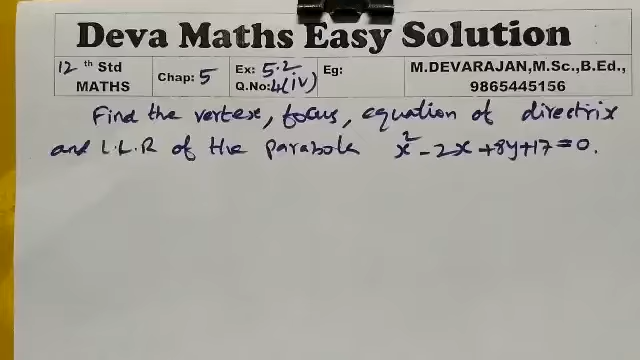 Deva Maths Easy Solution
12 th Std
MATHS
Chap: 5
Ex: 5.2
Q.No: 4(iv)
Eg:
M.DEVARAJAN,M.Sc.,B.Ed.,
9865445156
Find the vertex, focus, equation of directrix
and L.L.R of the parabola x² - 2x + 8y + 17 = 0.